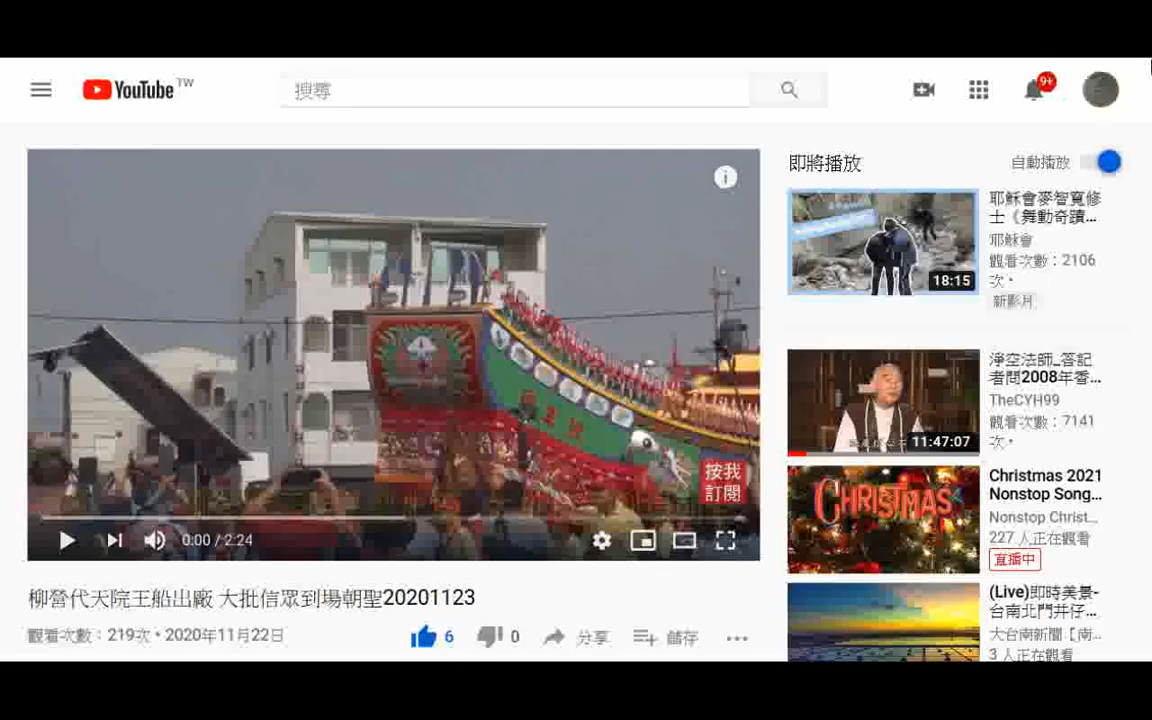 YouTube TW
搜尋
9+
即將播放
自動播放
耶穌會麥智寬修
士《舞動奇蹟...
耶穌會
觀看次數：2106
次・
新影片
18:15
淨空法師_答記
者問2008年香...
TheCYH99
觀看次數：7141
次・
11:47:07
CHRISTMAS
Christmas 2021
Nonstop Song...
Nonstop Christ...
227 人正在觀看
直播中
(Live)即時美景-
台南北門井仔...
大台南新聞【南...
3 人正在觀看
按我
訂閱
0:00 / 2:24
柳營代天院王船出廠 大批信眾到場朝聖20201123
觀看次數：219次・2020年11月22日
6
0
分享
儲存